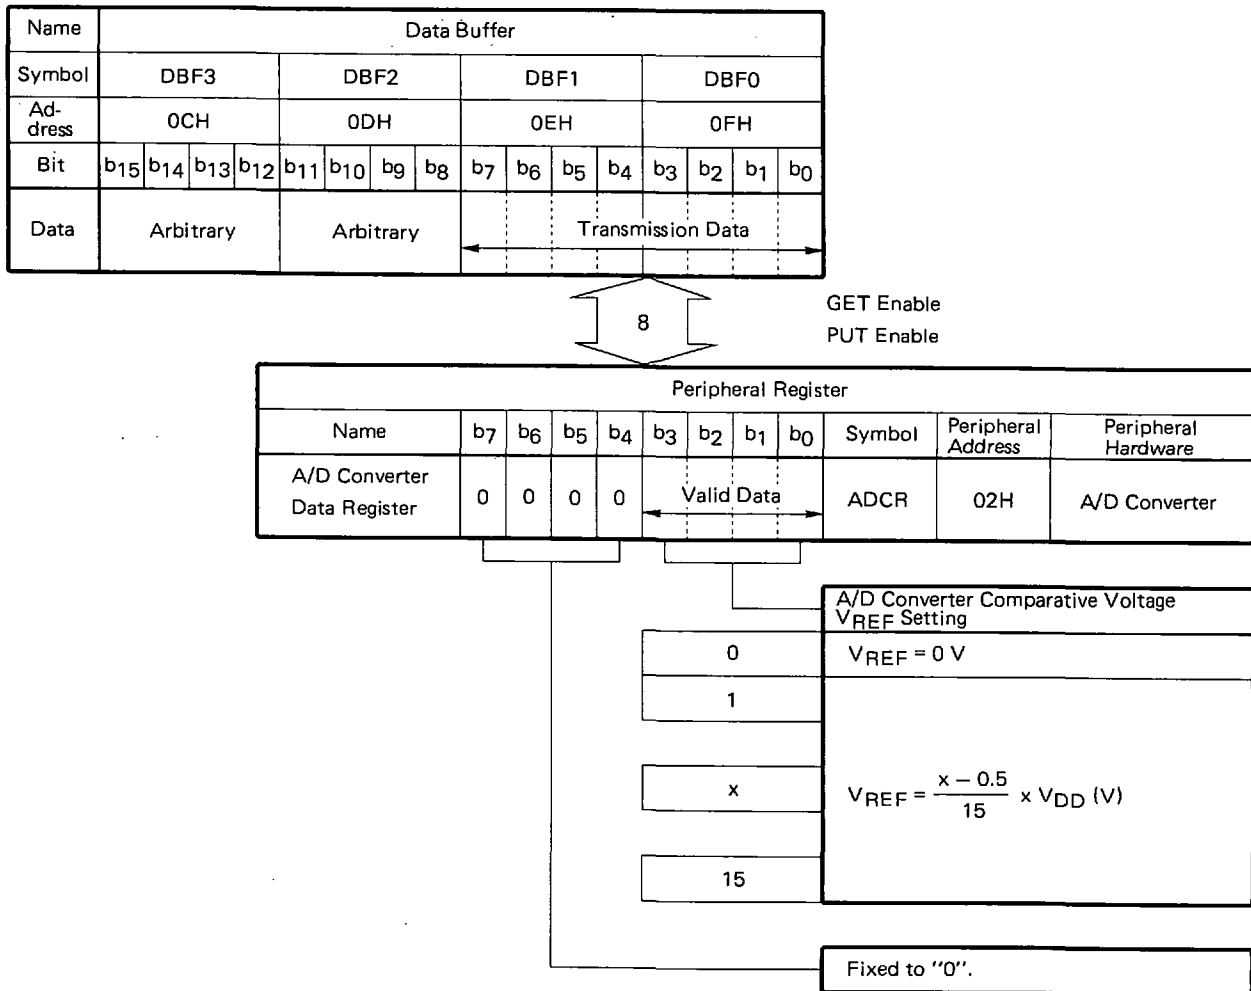 Name Data Buffer
Symbol DBF3 DBF2 DBF1 DBF0
Ad-
dress 0CH 0DH 0EH 0FH
Bit b15 b14 b13 b12 b11 b10 b9 b8 b7 b6 b5 b4 b3 b2 b1 b0
Data Arbitrary Arbitrary Transmission Data
8
GET Enable
PUT Enable
Peripheral Register
Name b7 b6 b5 b4 b3 b2 b1 b0 Symbol Peripheral Address Peripheral Hardware
A/D Converter
Data Register 0 0 0 0 Valid Data ADCR 02H A/D Converter
A/D Converter Comparative Voltage
VREF Setting
0 VREF = 0 V
1
x VREF = (x – 0.5)/15 x VDD (V)
15
Fixed to "0".